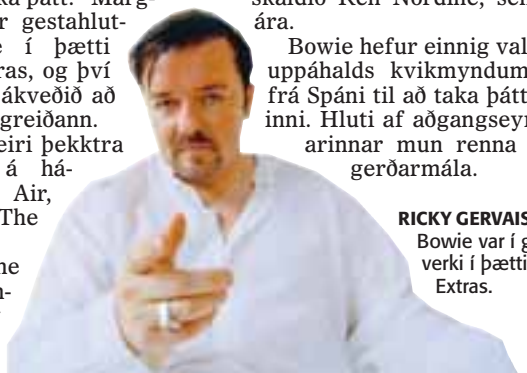 ka þátt. Marg-
r gestahlut-
e í þætti
ras, og því
ákveðið að
greiðann.
eiri þekktra
á há-
Air,
The
ne
n-
skáldið Ken Nordine, sem
ára.
Bowie hefur einnig val
uppáhalds kvikmyndum
frá Spáni til að taka þátt
inni. Hluti af aðgangseyr
arinnar mun renna
gerðarmála.
RICKY GERVAIS
Bowie var í g
verki í þætti
Extras.